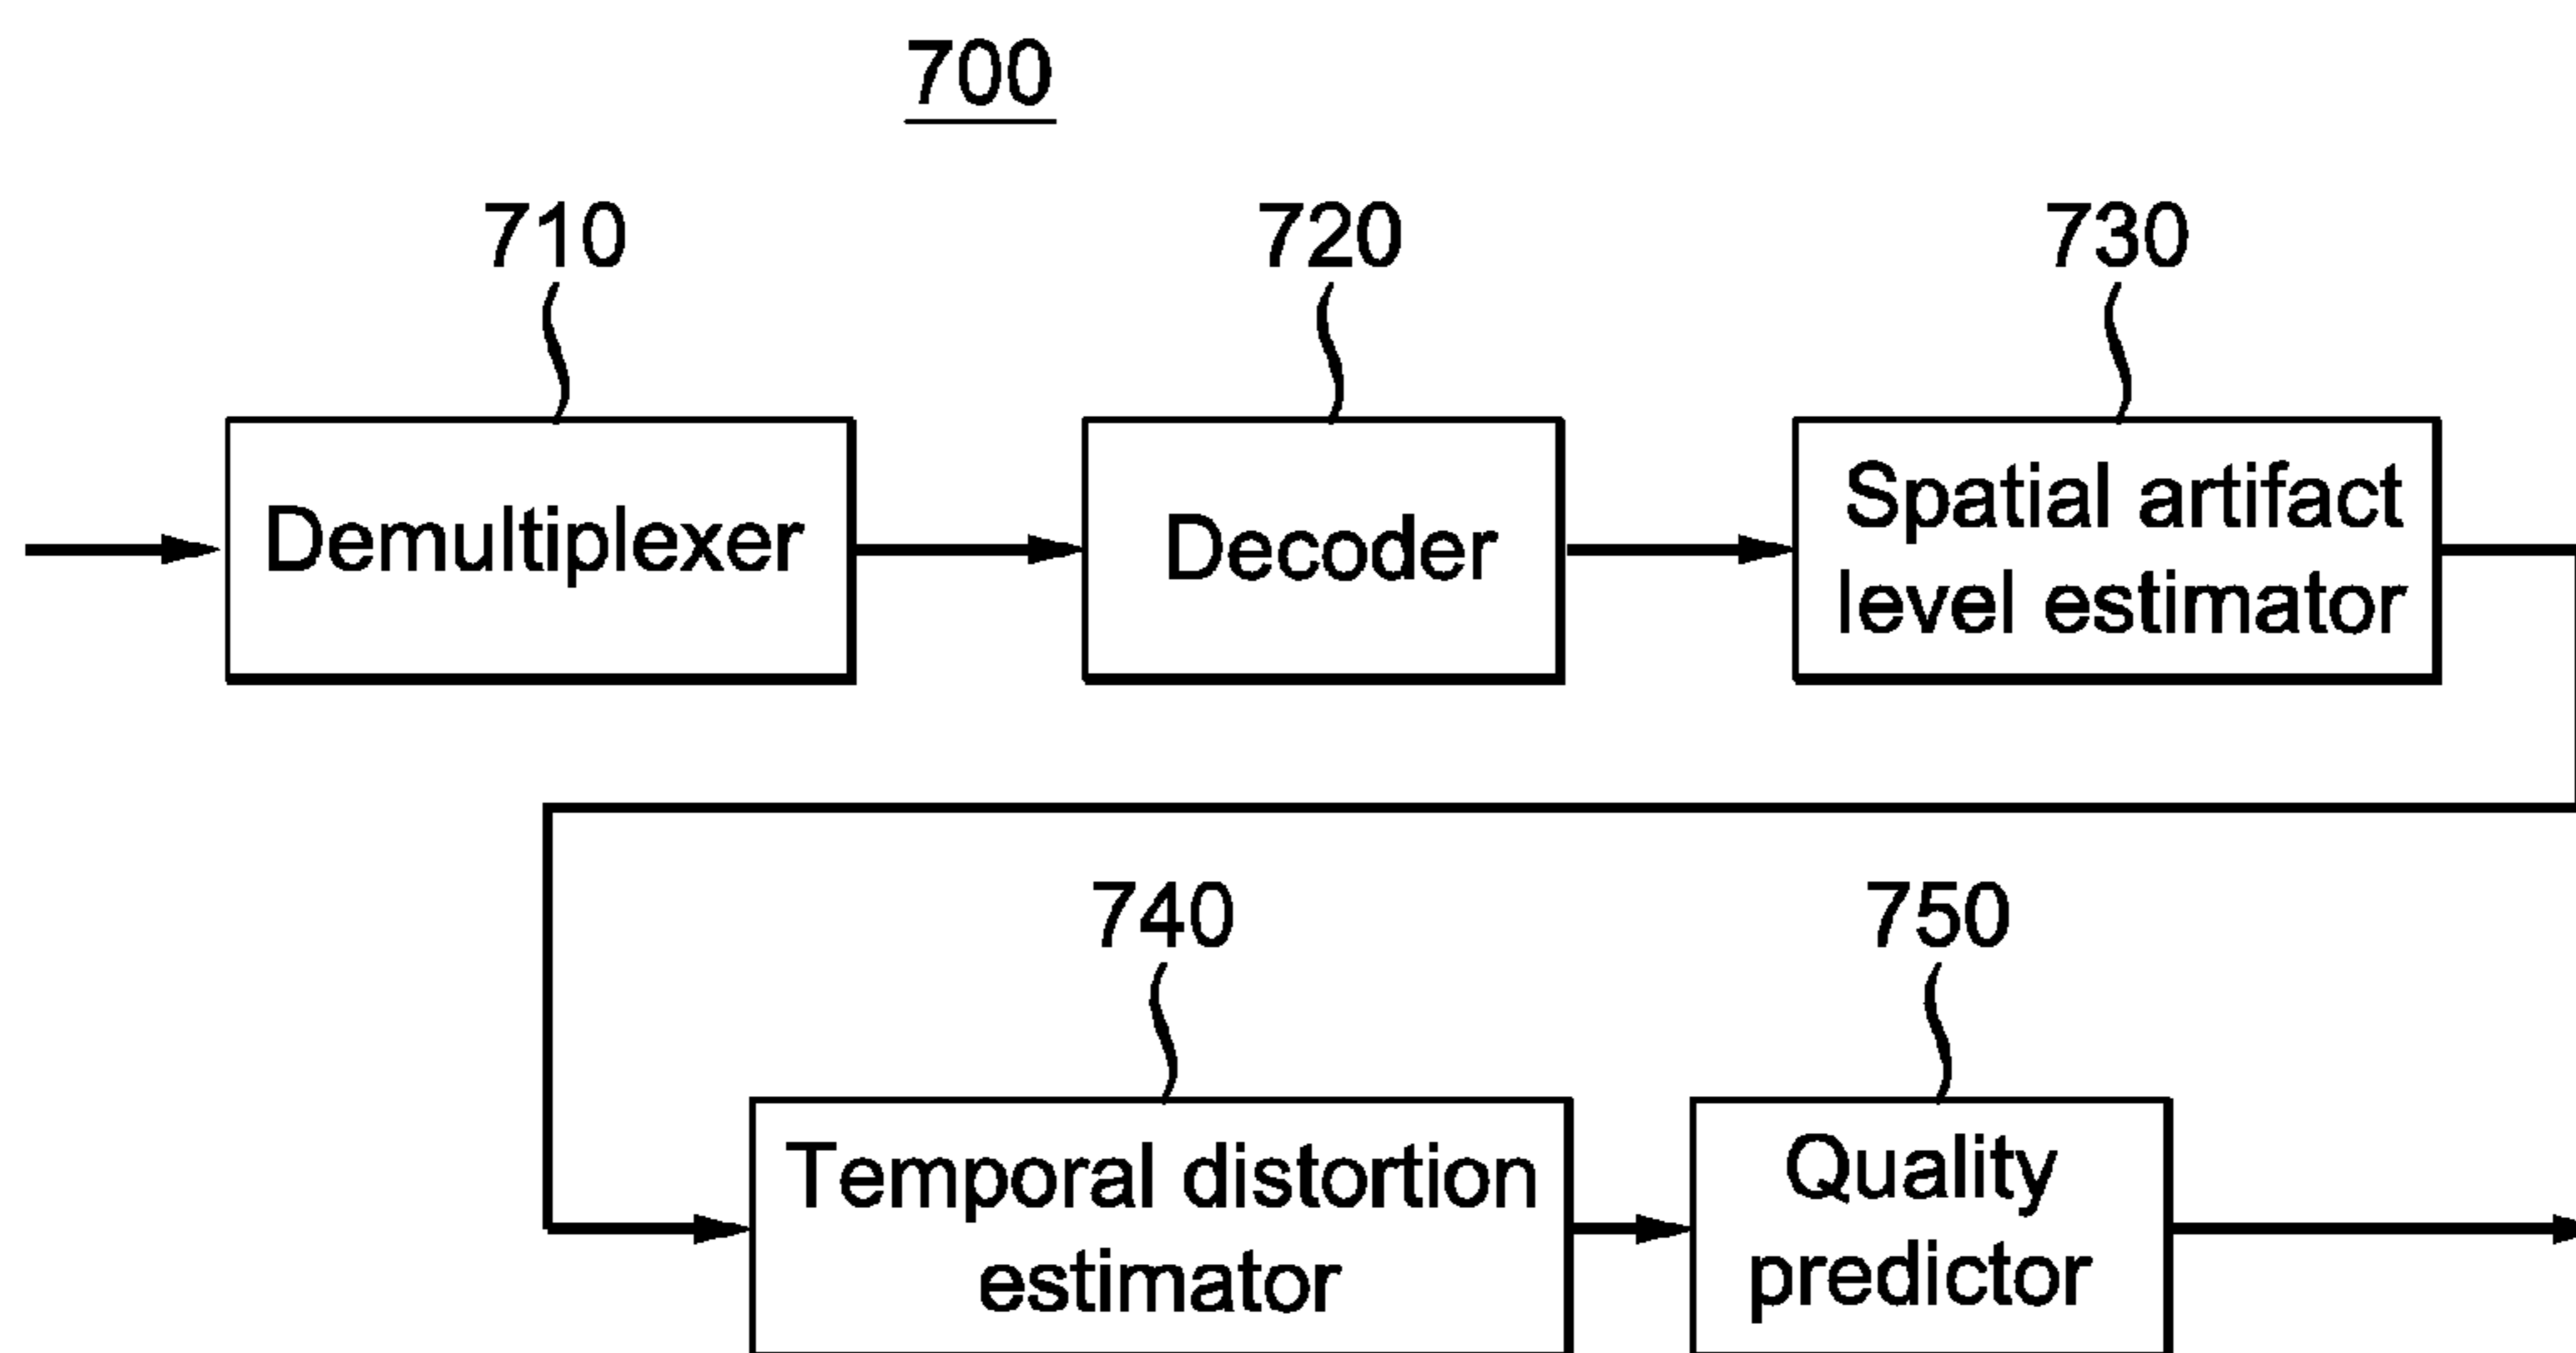 700
710
720
730
Demultiplexer
Decoder
Spatial artifact
level estimator
740
750
Temporal distortion
estimator
Quality
predictor